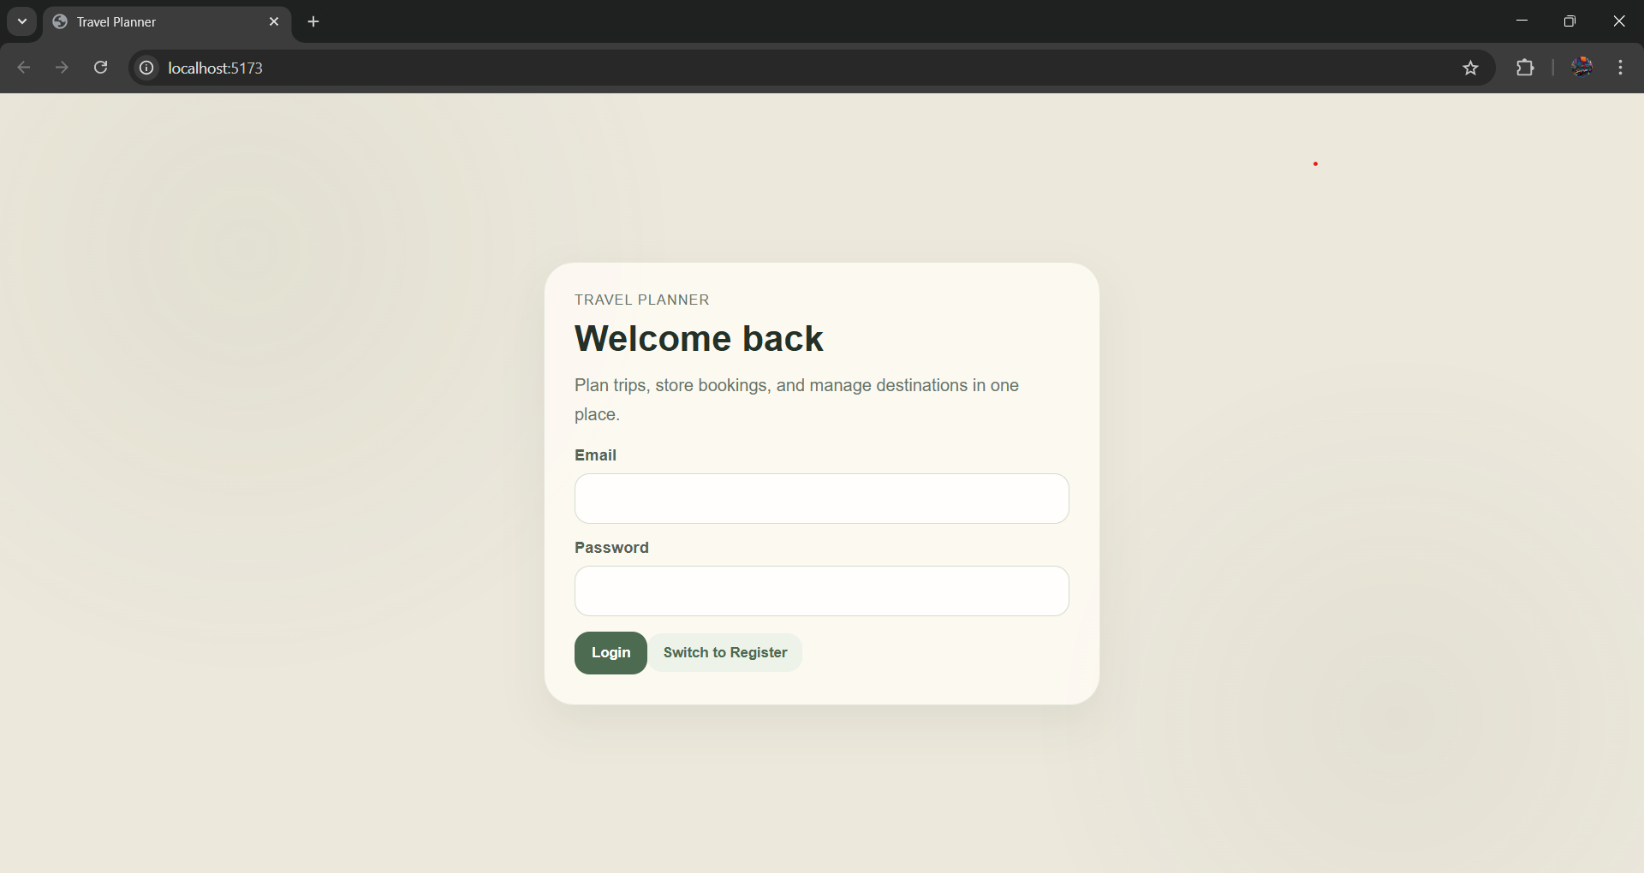 Travel Planner
localhost:5173
TRAVEL PLANNER
Welcome back
Plan trips, store bookings, and manage destinations in one
place.
Email
Password
Login
Switch to Register